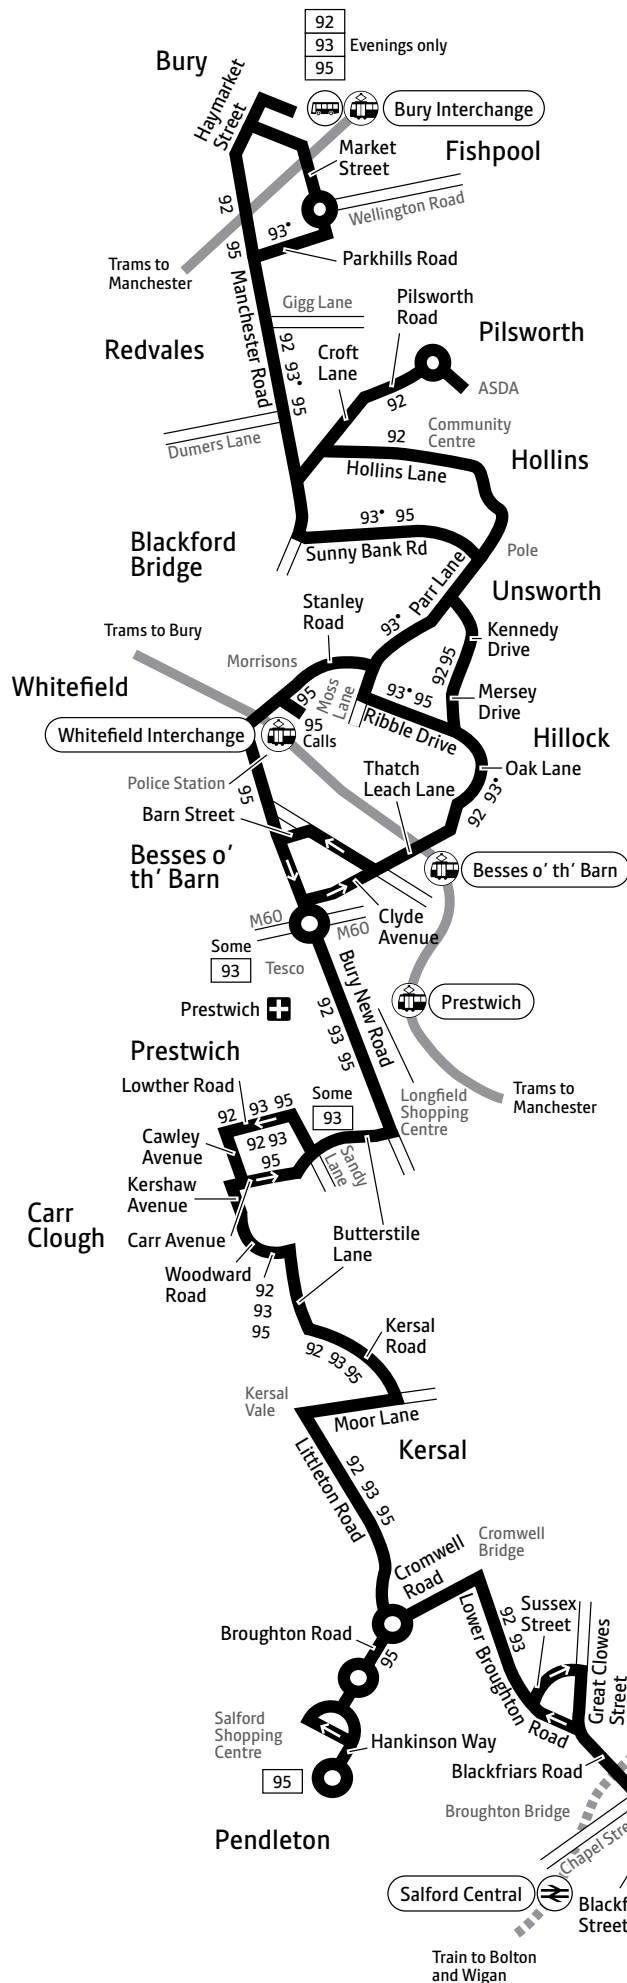 92
93 Evenings only
95
Bury
Haymarket
Street
Bury Interchange
Market
Street
Fishpool
Wellington Road
92
93•
95
Parkhills Road
Trams to
Manchester
Manchester Road
Gigg Lane
Pilsworth
Road
Pilsworth
Redvales
Croft
Lane
92 93• 95
92
ASDA
Dumers Lane
92
Community
Centre
Hollins Lane
Hollins
93• 95
Blackford
Bridge
Sunny Bank Rd
Pole
Parr Lane
Unsworth
Stanley
Road
93•
Kennedy
Drive
Trams to Bury
Morrisons
92 95
Whitefield
95
Moss
Lane
93• 95
Mersey
Drive
Ribble Drive
Whitefield Interchange
95
Calls
Hillock
Police Station
Thatch
Leach Lane
Oak Lane
95
92 93•
Barn Street
Besses o'
th' Barn
Besses o' th' Barn
Clyde
Avenue
M60
M60
Some
93
Tesco
Bury New Road
Prestwich
Prestwich
92 93 95
Prestwich
Trams to
Manchester
Lowther Road
Some
93
Longfield
Shopping
Centre
92 93 95
Cawley
Avenue
92 93
95
Sandy
Lane
Kershaw
Avenue
Carr
Clough
Carr Avenue
Butterstile
Lane
Woodward
Road
92
93
95
Kersal
Road
92 93 95
Kersal
Vale
Moor Lane
Kersal
Littleton Road
92 93 95
Cromwell
Road
Cromwell
Bridge
Sussex
Street
92 93
Lower Broughton Road
Great Clowes
Street
Broughton Road
95
Salford
Shopping
Centre
Hankinson Way
95
Blackfriars Road
Broughton Bridge
Pendleton
Chapel Stre
Salford Central
Blackf
Street
Train to Bolton
and Wigan